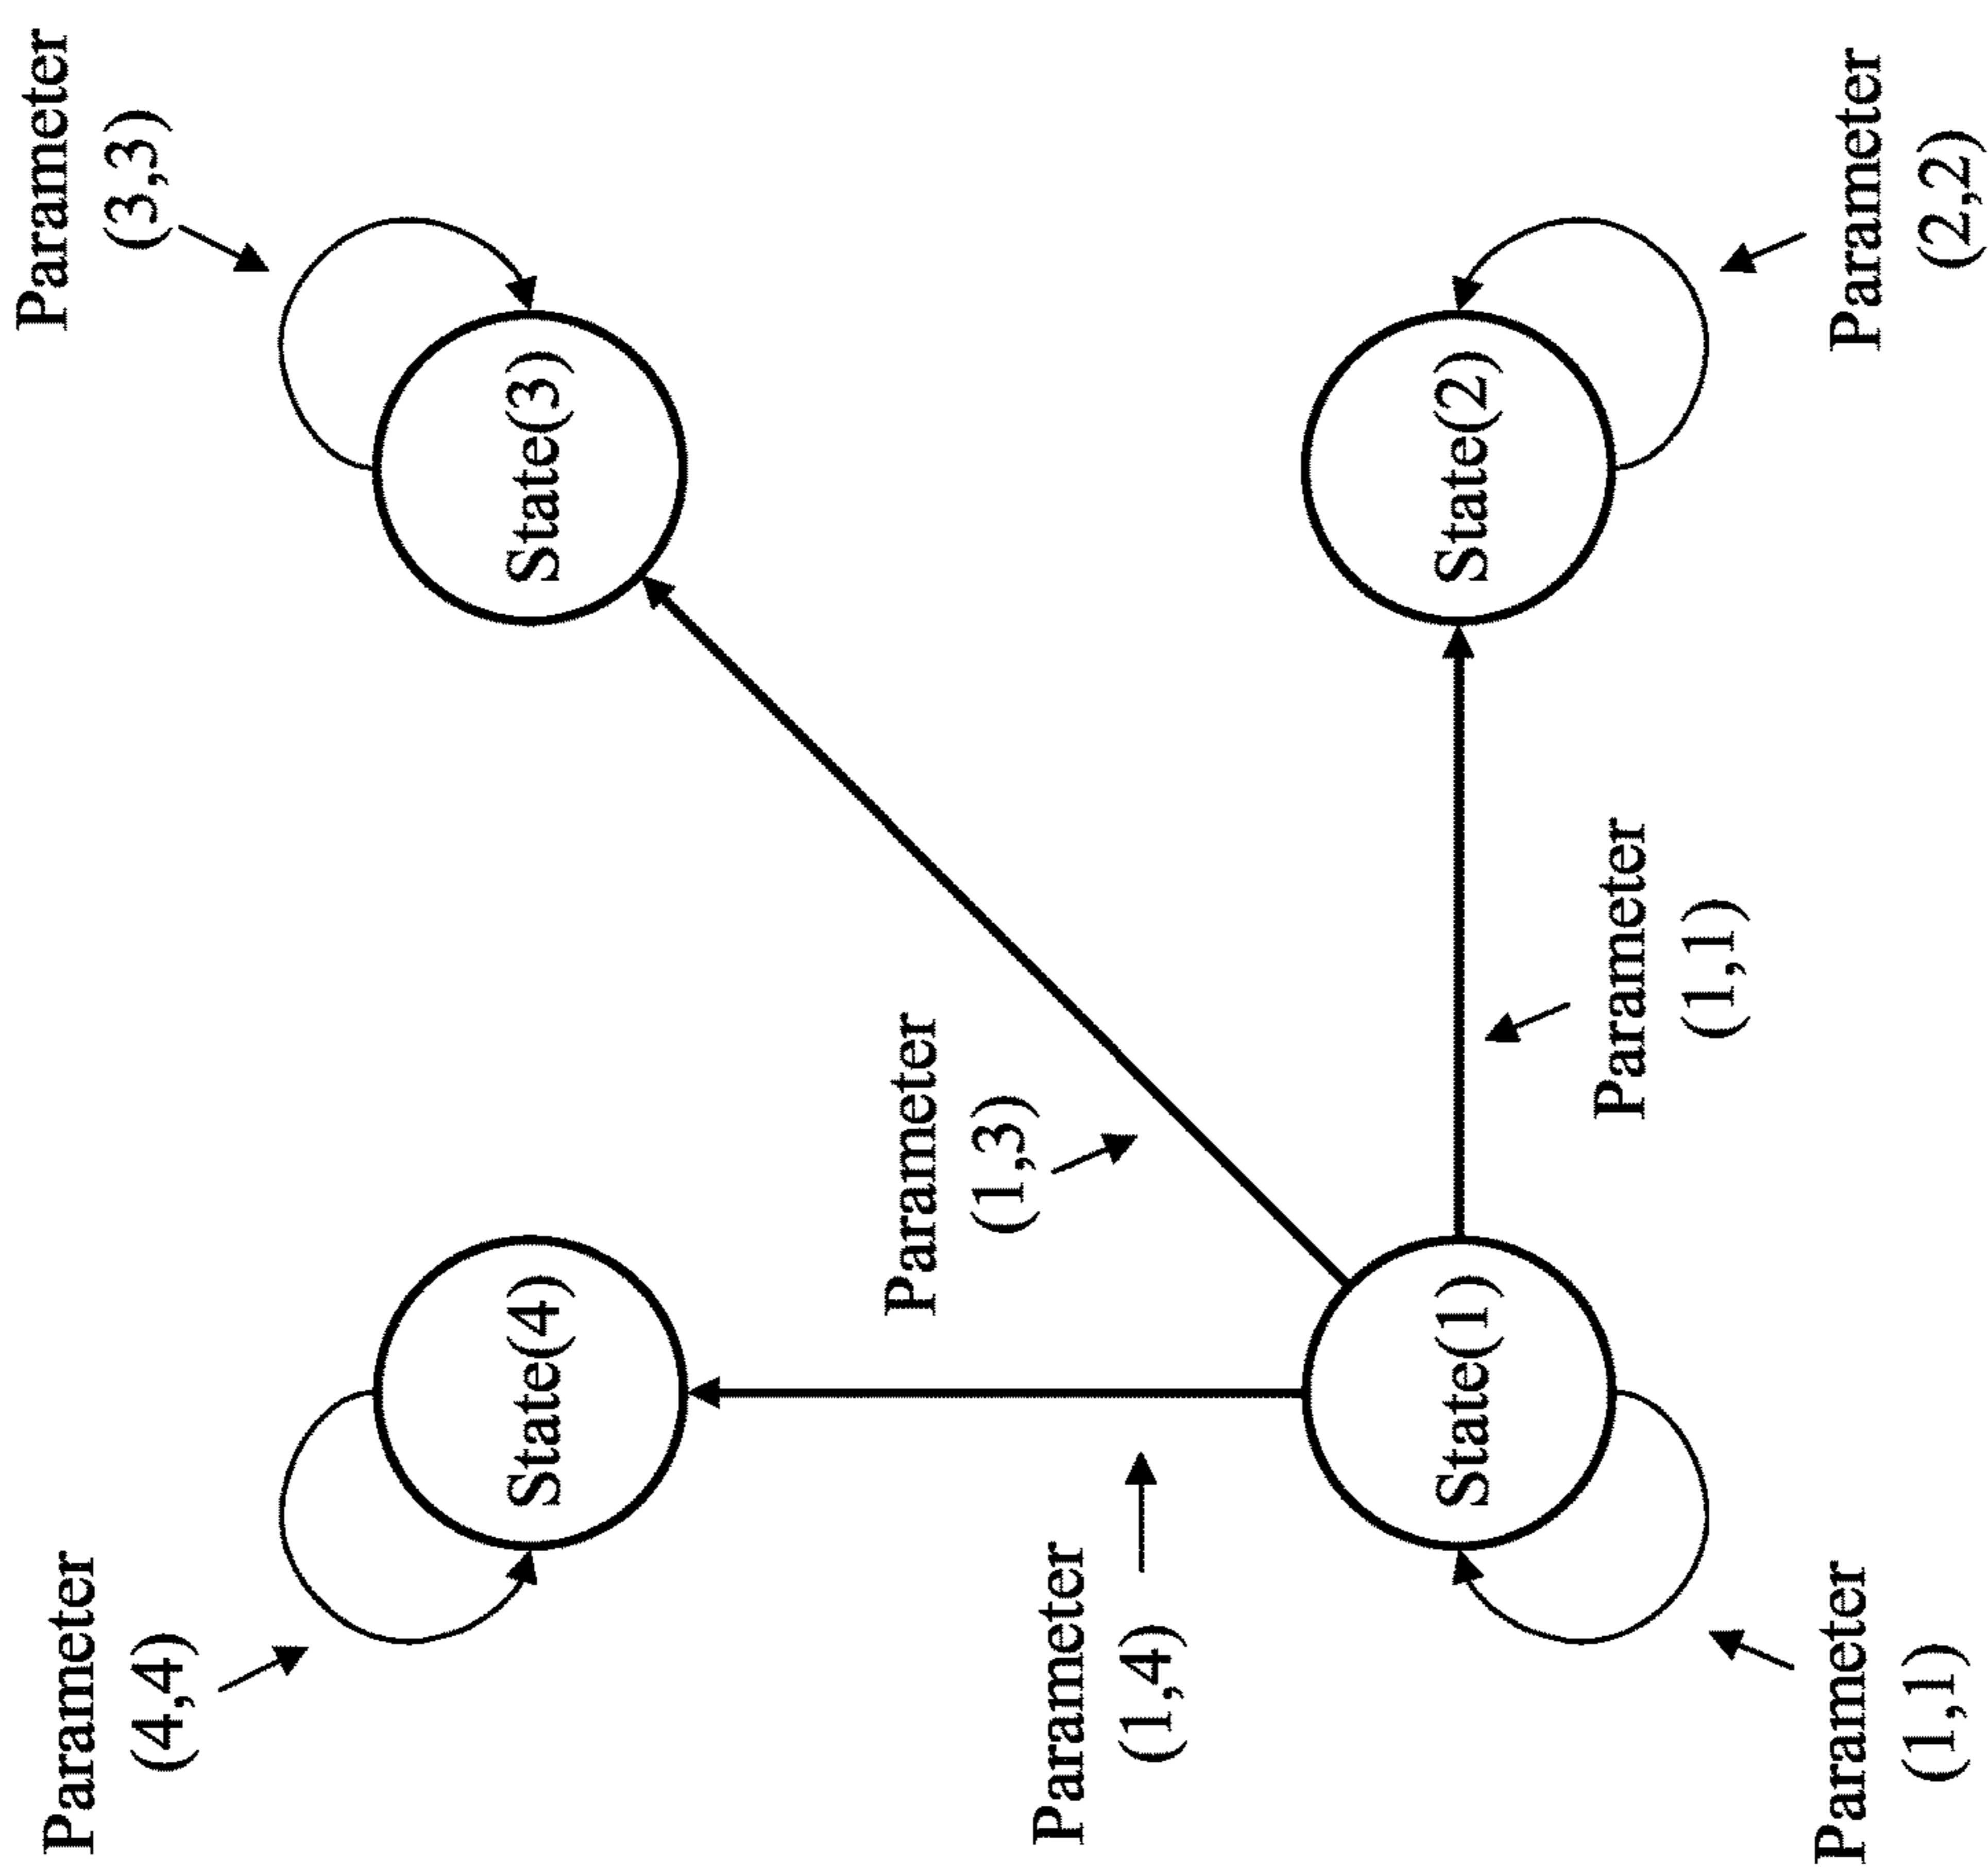 Parameter
(4,4)
Parameter
(3,3)
State(4)
State(3)
Parameter
(1,3)
Parameter
(1,4)
State(1)
State(2)
Parameter
(1,1)
Parameter
(1,1)
Parameter
(2,2)